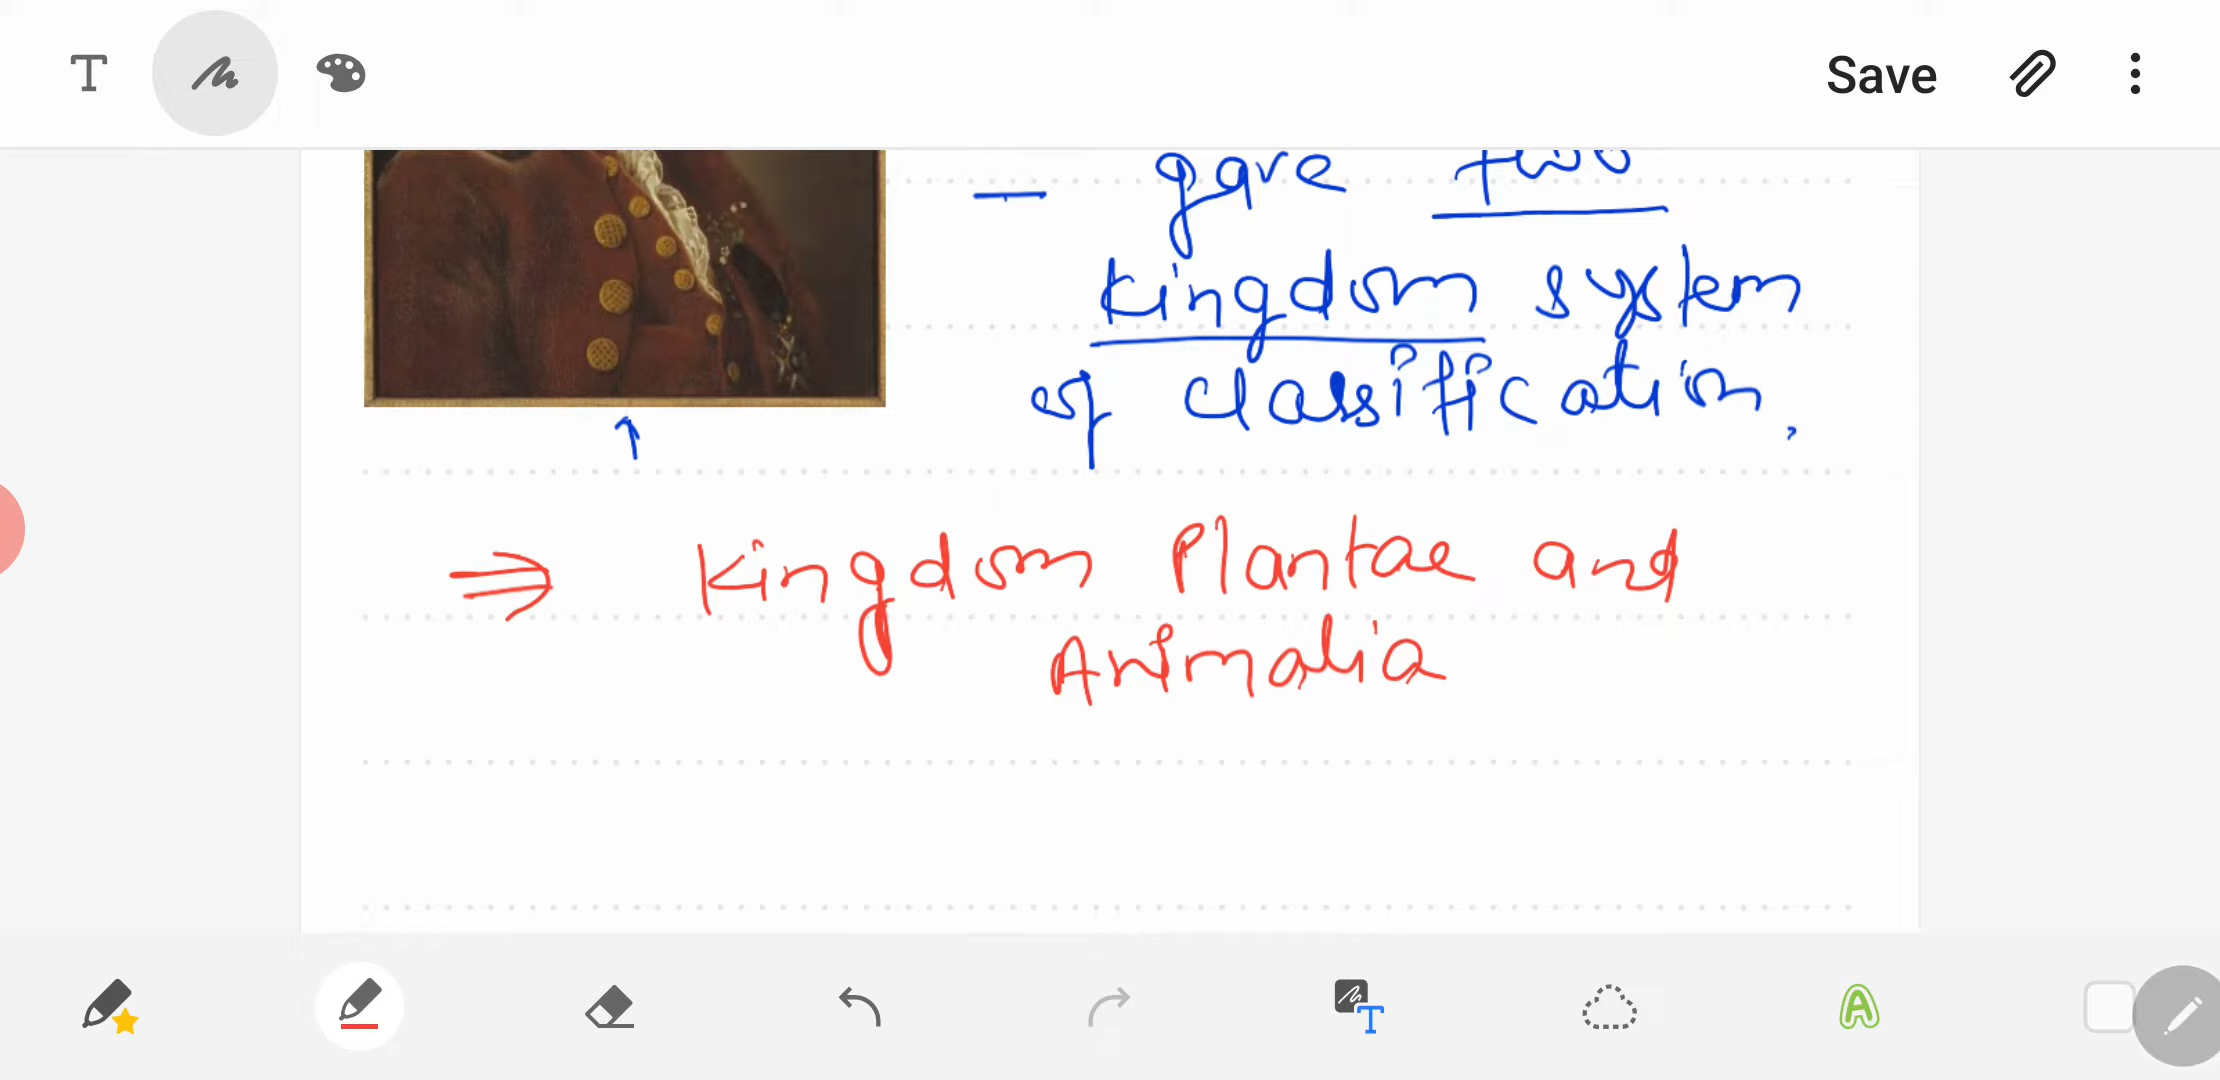 T
Save
— gave two
kingdom system
of classification.
⇒ Kingdom Plantae and
Animalia
T
A